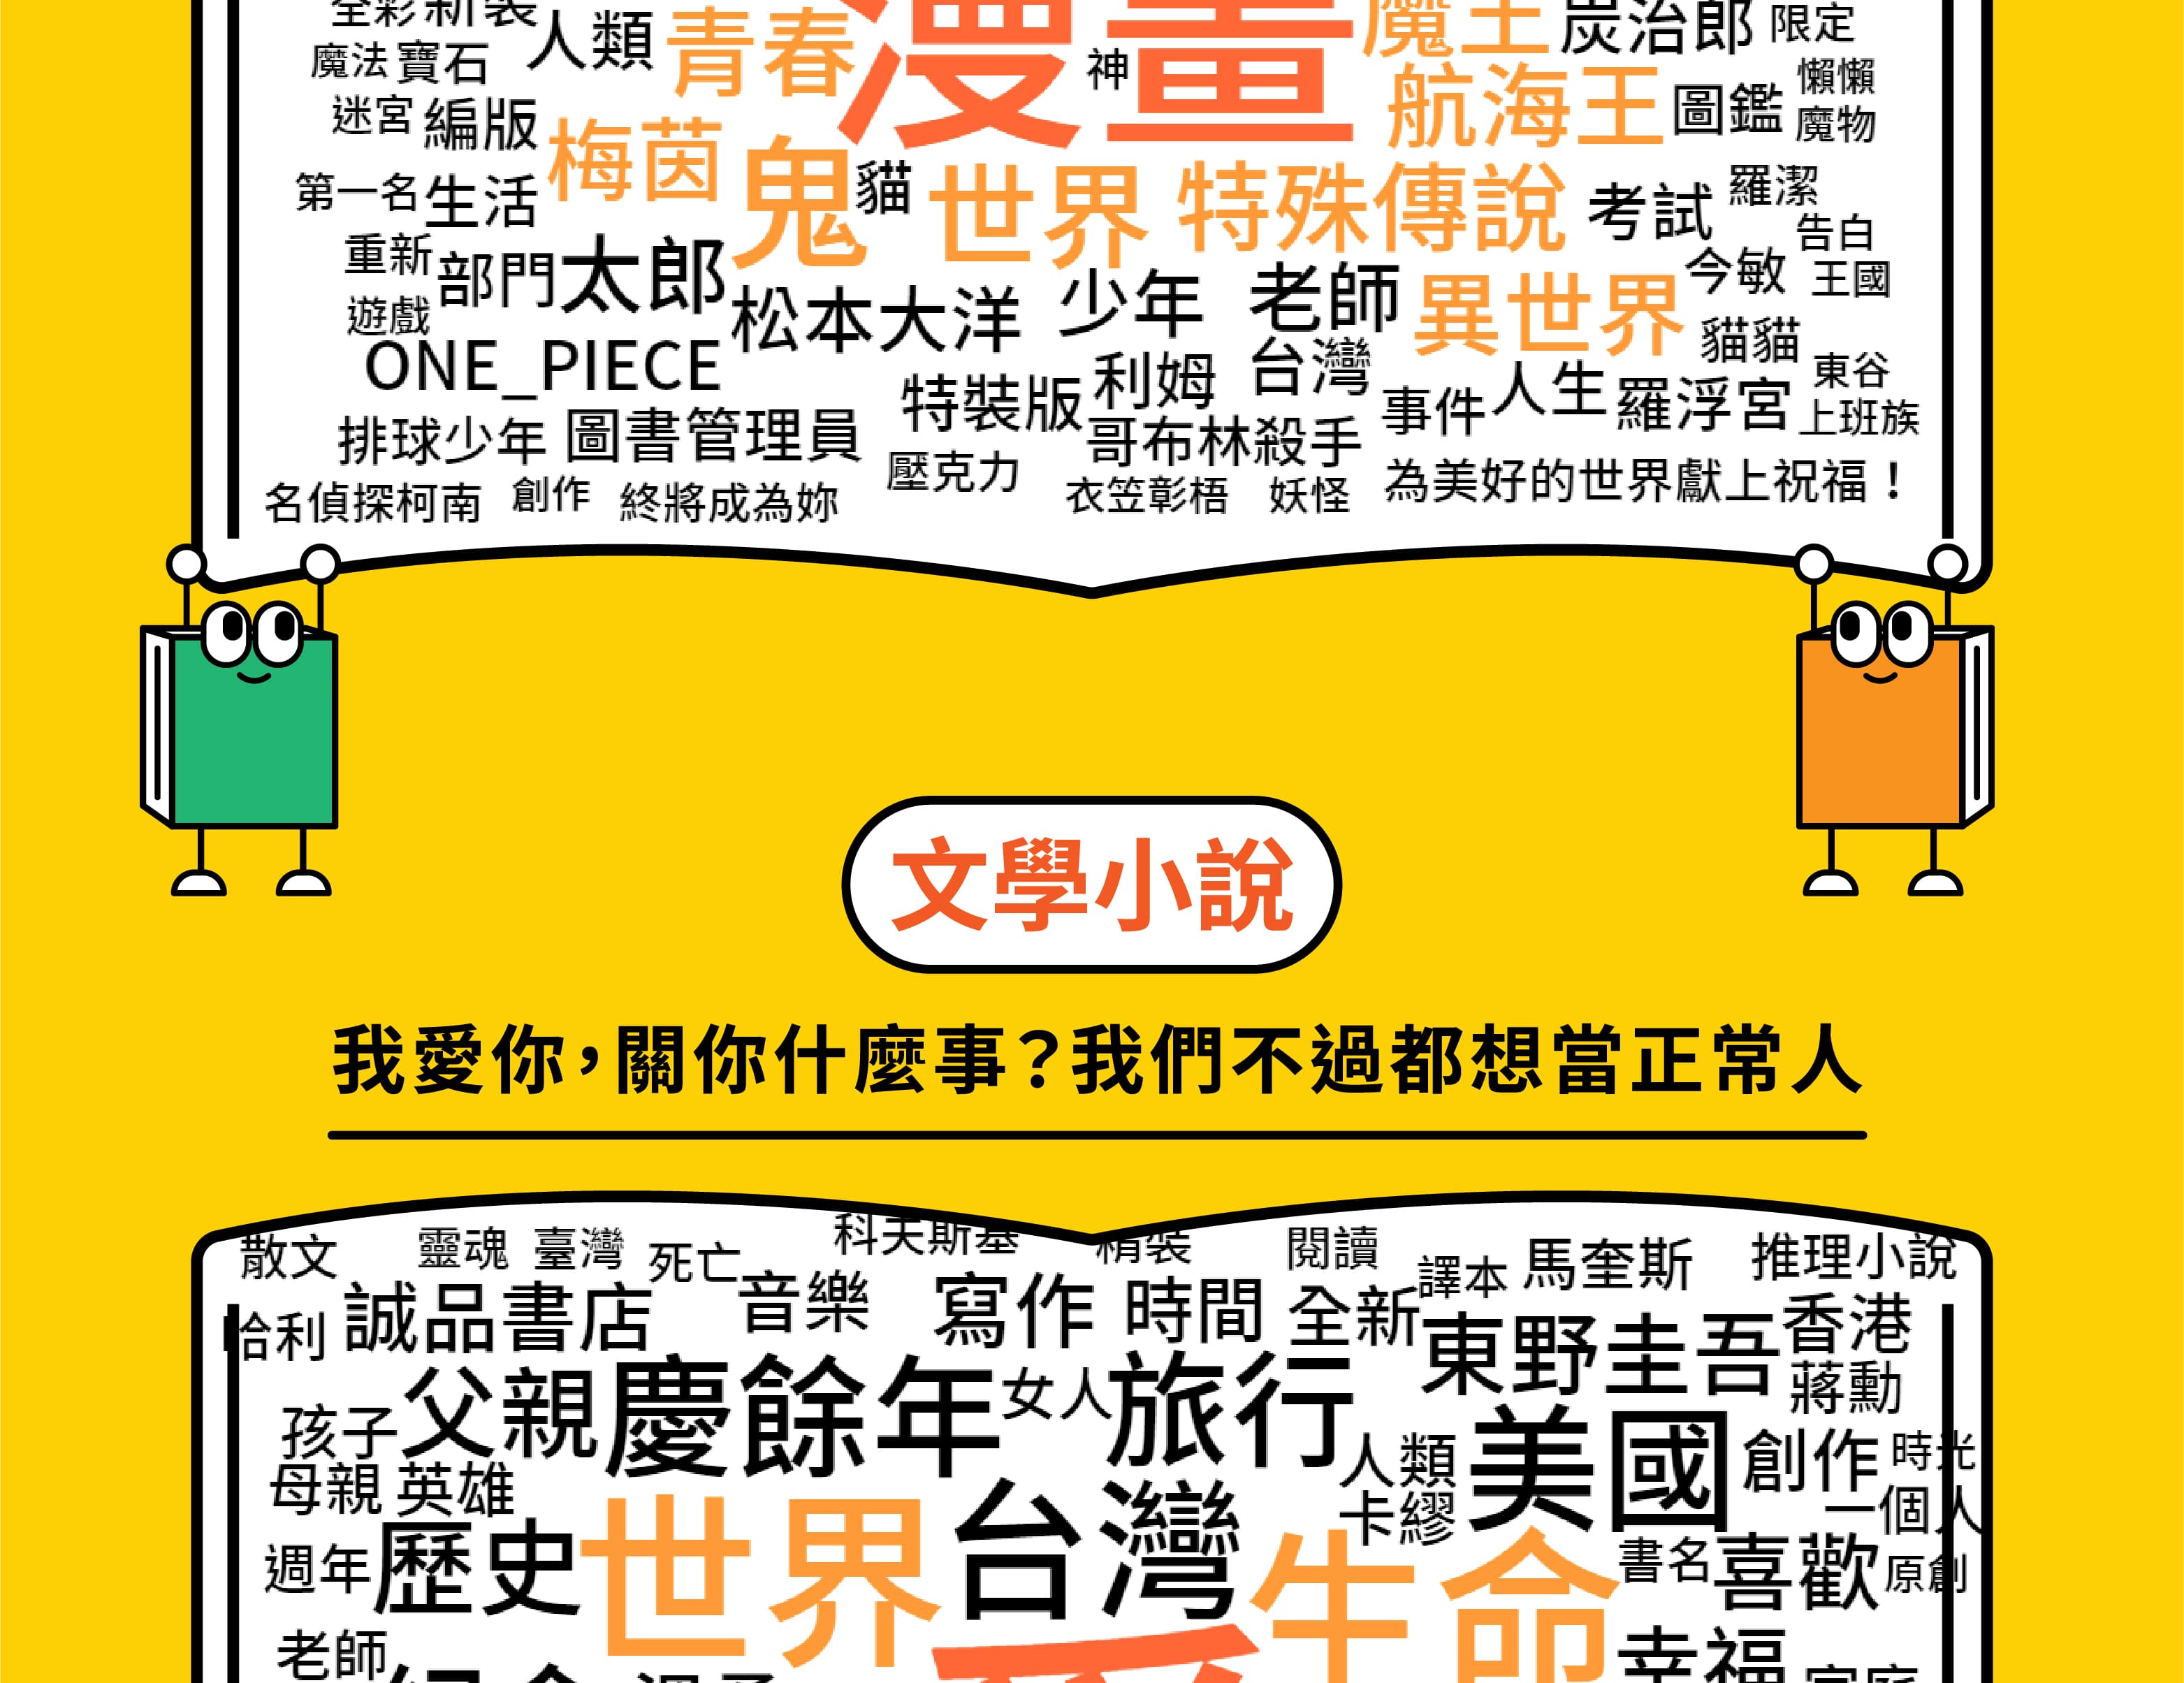 全彩 新裝 人類 青春 漫畫 神 魔王 炭治郎 限定
魔法 寶石 航海王 圖鑑 懶懶
迷宮 編版 梅茵 魔物
第一名 生活 鬼 貓 世界 特殊傳說 考試 羅潔
重新 部門 太郎 告白
遊戲 松本大洋 少年 老師 異世界 今敏 王國
ONE_PIECE 特裝版 利姆 台灣 貓貓 東谷
排球少年 圖書管理員 哥布林殺手 事件 人生 羅浮宮 上班族
名偵探柯南 創作 終將成為妳 壓克力 衣笠彰梧 妖怪 為美好的世界獻上祝福！
文學小說
我愛你，關你什麼事？我們不過都想當正常人
散文 靈魂 臺灣 死亡 科夫斯基 精裝 閱讀 譯本 馬奎斯 推理小說
哈利 誠品書店 音樂 寫作 時間 全新 東野圭吾 香港
孩子 父親 慶餘年 女人 旅行 蔣勳
母親 英雄 人類 美國 創作 時光
卡繆 一個人
週年 歷史 世界 台灣 生命 書名 喜歡 原創
老師 幸福